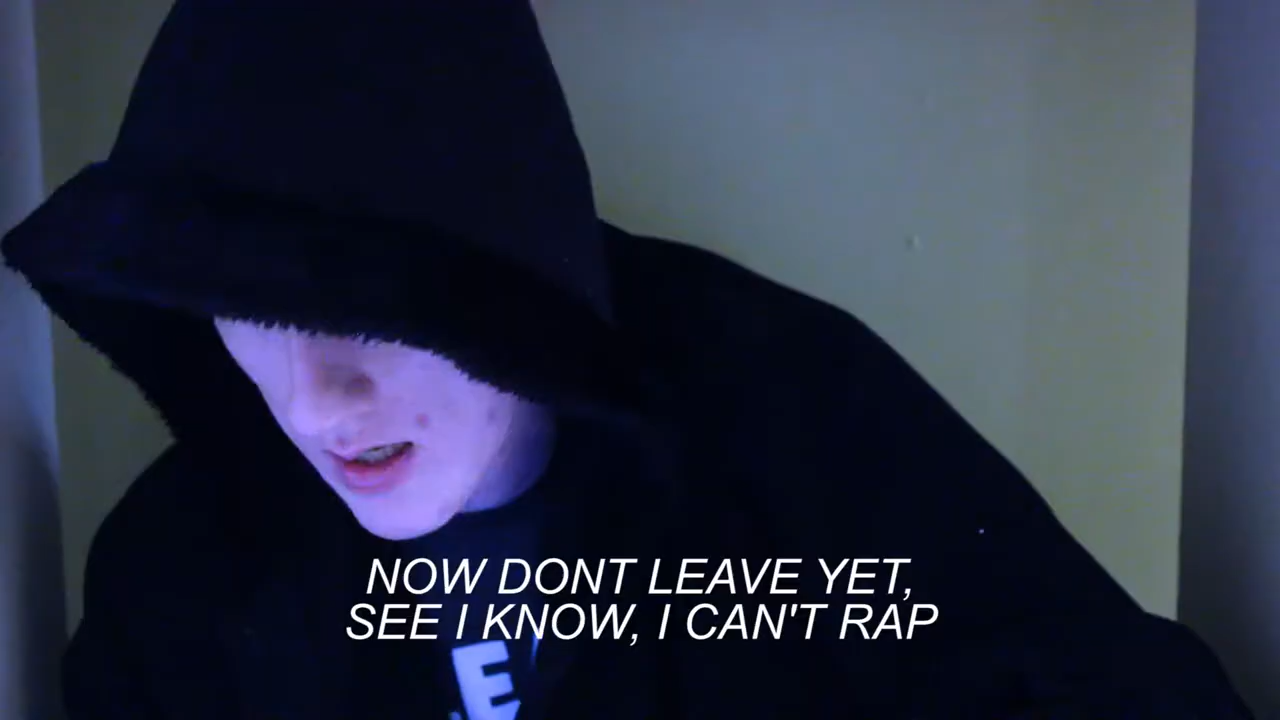 NOW DONT LEAVE YET,
SEE I KNOW, I CAN'T RAP
E